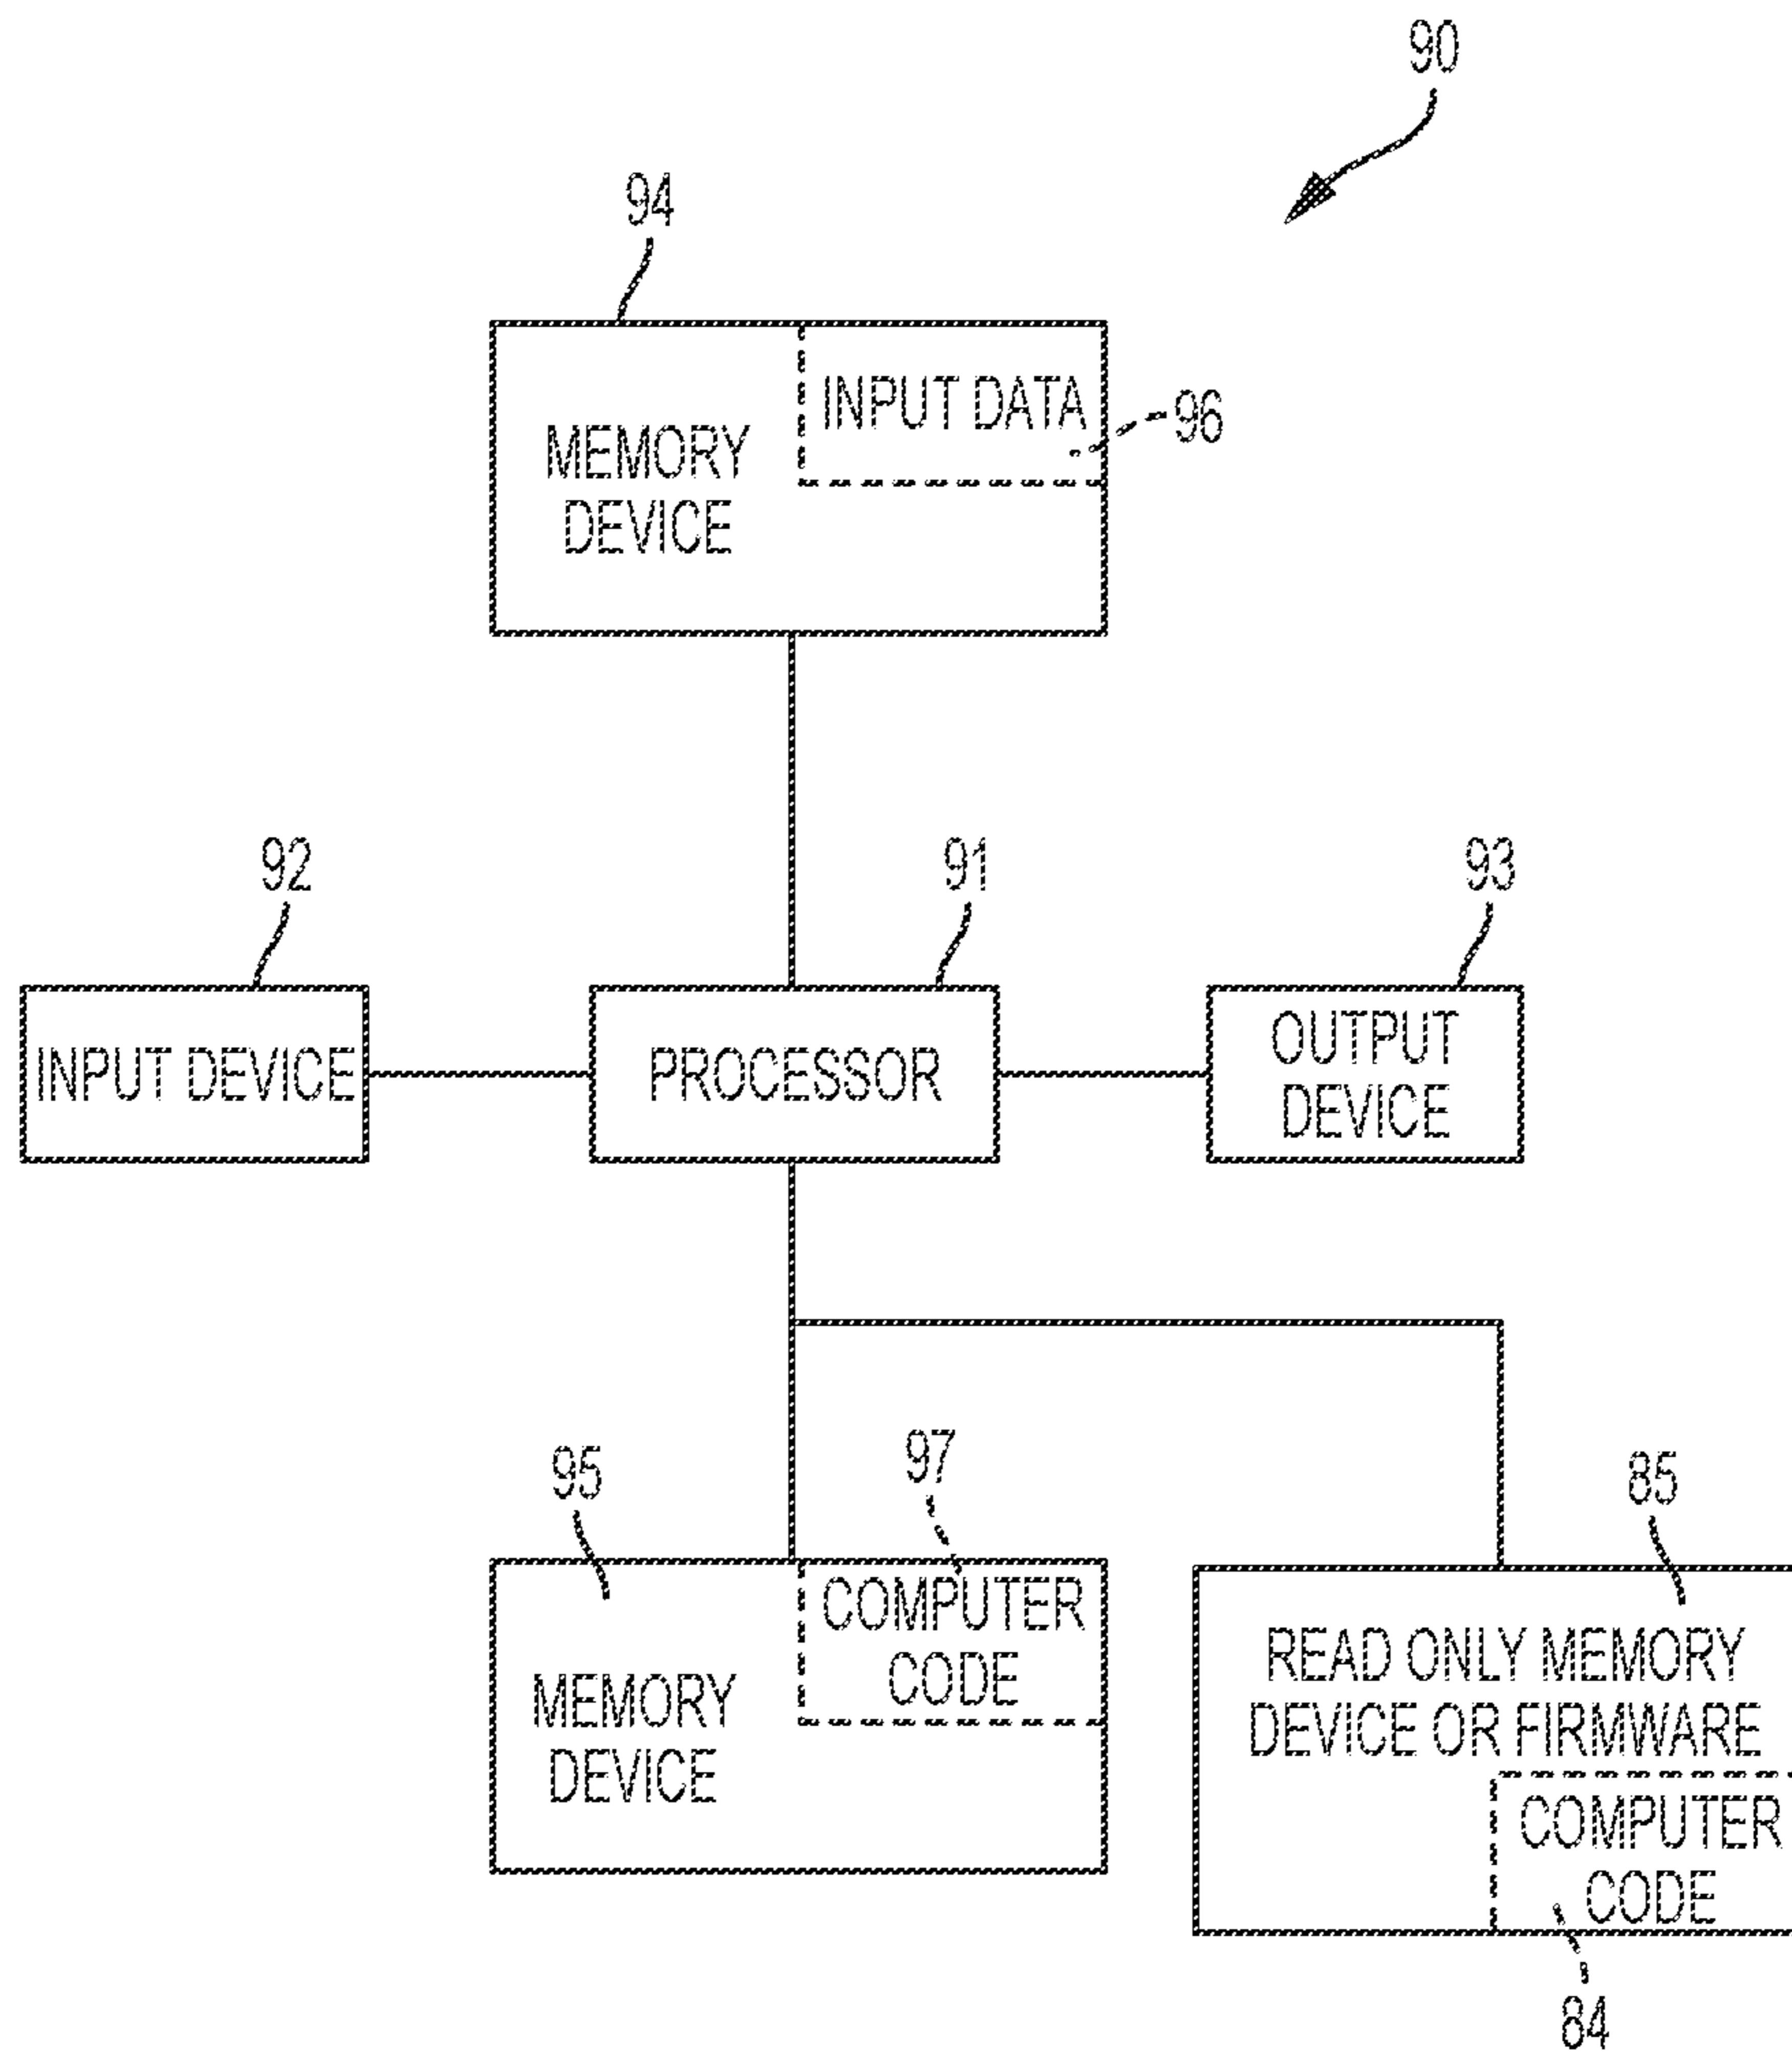 90
94
INPUT DATA
96
MEMORY
DEVICE
92
91
93
INPUT DEVICE
PROCESSOR
OUTPUT
DEVICE
95
97
85
COMPUTER
CODE
MEMORY
DEVICE
READ ONLY MEMORY
DEVICE OR FIRMWARE
COMPUTER
CODE
84